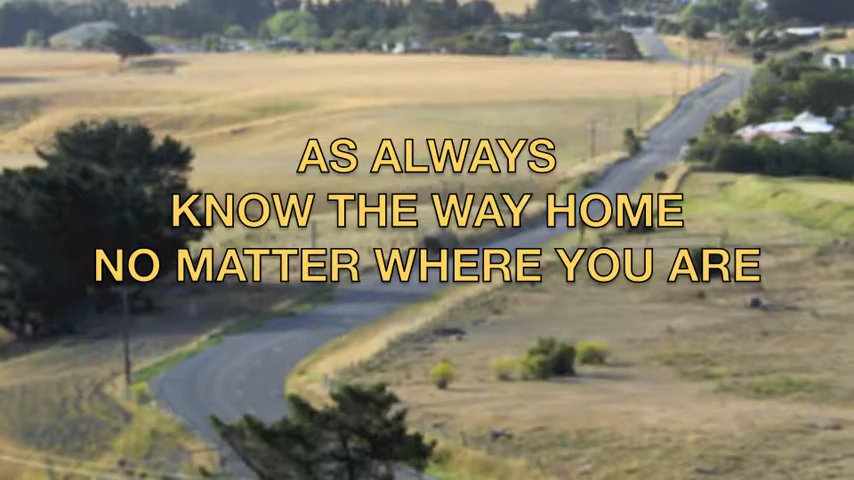 AS ALWAYS
KNOW THE WAY HOME
NO MATTER WHERE YOU ARE